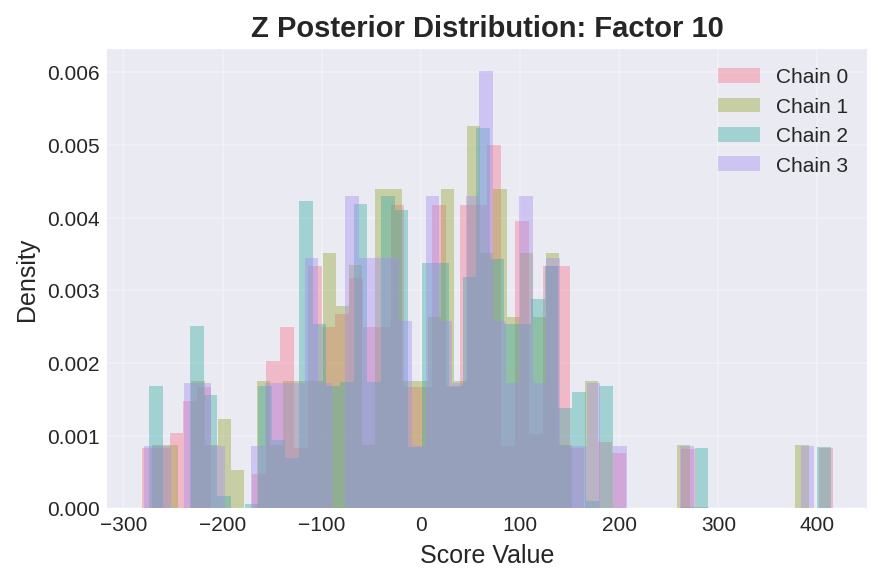 Z Posterior Distribution: Factor 10
0.006
0.005
0.004
0.003
0.002
0.001
0.000
Density
Chain 0
Chain 1
Chain 2
Chain 3
−300 −200 −100 0 100 200 300 400
Score Value